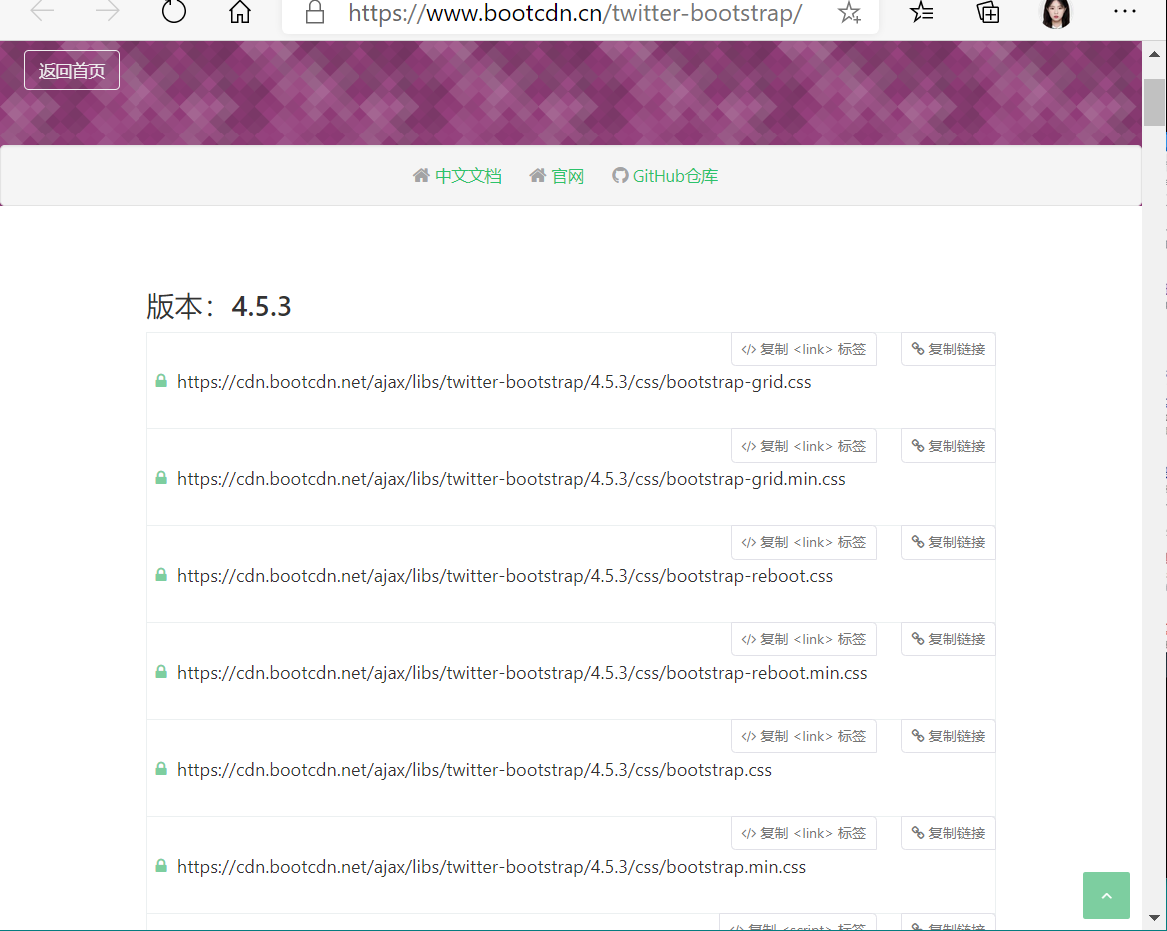 https://www.bootcdn.cn/twitter-bootstrap/
返回首页
中文文档 官网 GitHub仓库
版本：4.5.3
</> 复制 <link> 标签 复制链接
https://cdn.bootcdn.net/ajax/libs/twitter-bootstrap/4.5.3/css/bootstrap-grid.css
</> 复制 <link> 标签 复制链接
https://cdn.bootcdn.net/ajax/libs/twitter-bootstrap/4.5.3/css/bootstrap-grid.min.css
</> 复制 <link> 标签 复制链接
https://cdn.bootcdn.net/ajax/libs/twitter-bootstrap/4.5.3/css/bootstrap-reboot.css
</> 复制 <link> 标签 复制链接
https://cdn.bootcdn.net/ajax/libs/twitter-bootstrap/4.5.3/css/bootstrap-reboot.min.css
</> 复制 <link> 标签 复制链接
https://cdn.bootcdn.net/ajax/libs/twitter-bootstrap/4.5.3/css/bootstrap.css
</> 复制 <link> 标签 复制链接
https://cdn.bootcdn.net/ajax/libs/twitter-bootstrap/4.5.3/css/bootstrap.min.css
</> 复制 <script> 标签 复制链接